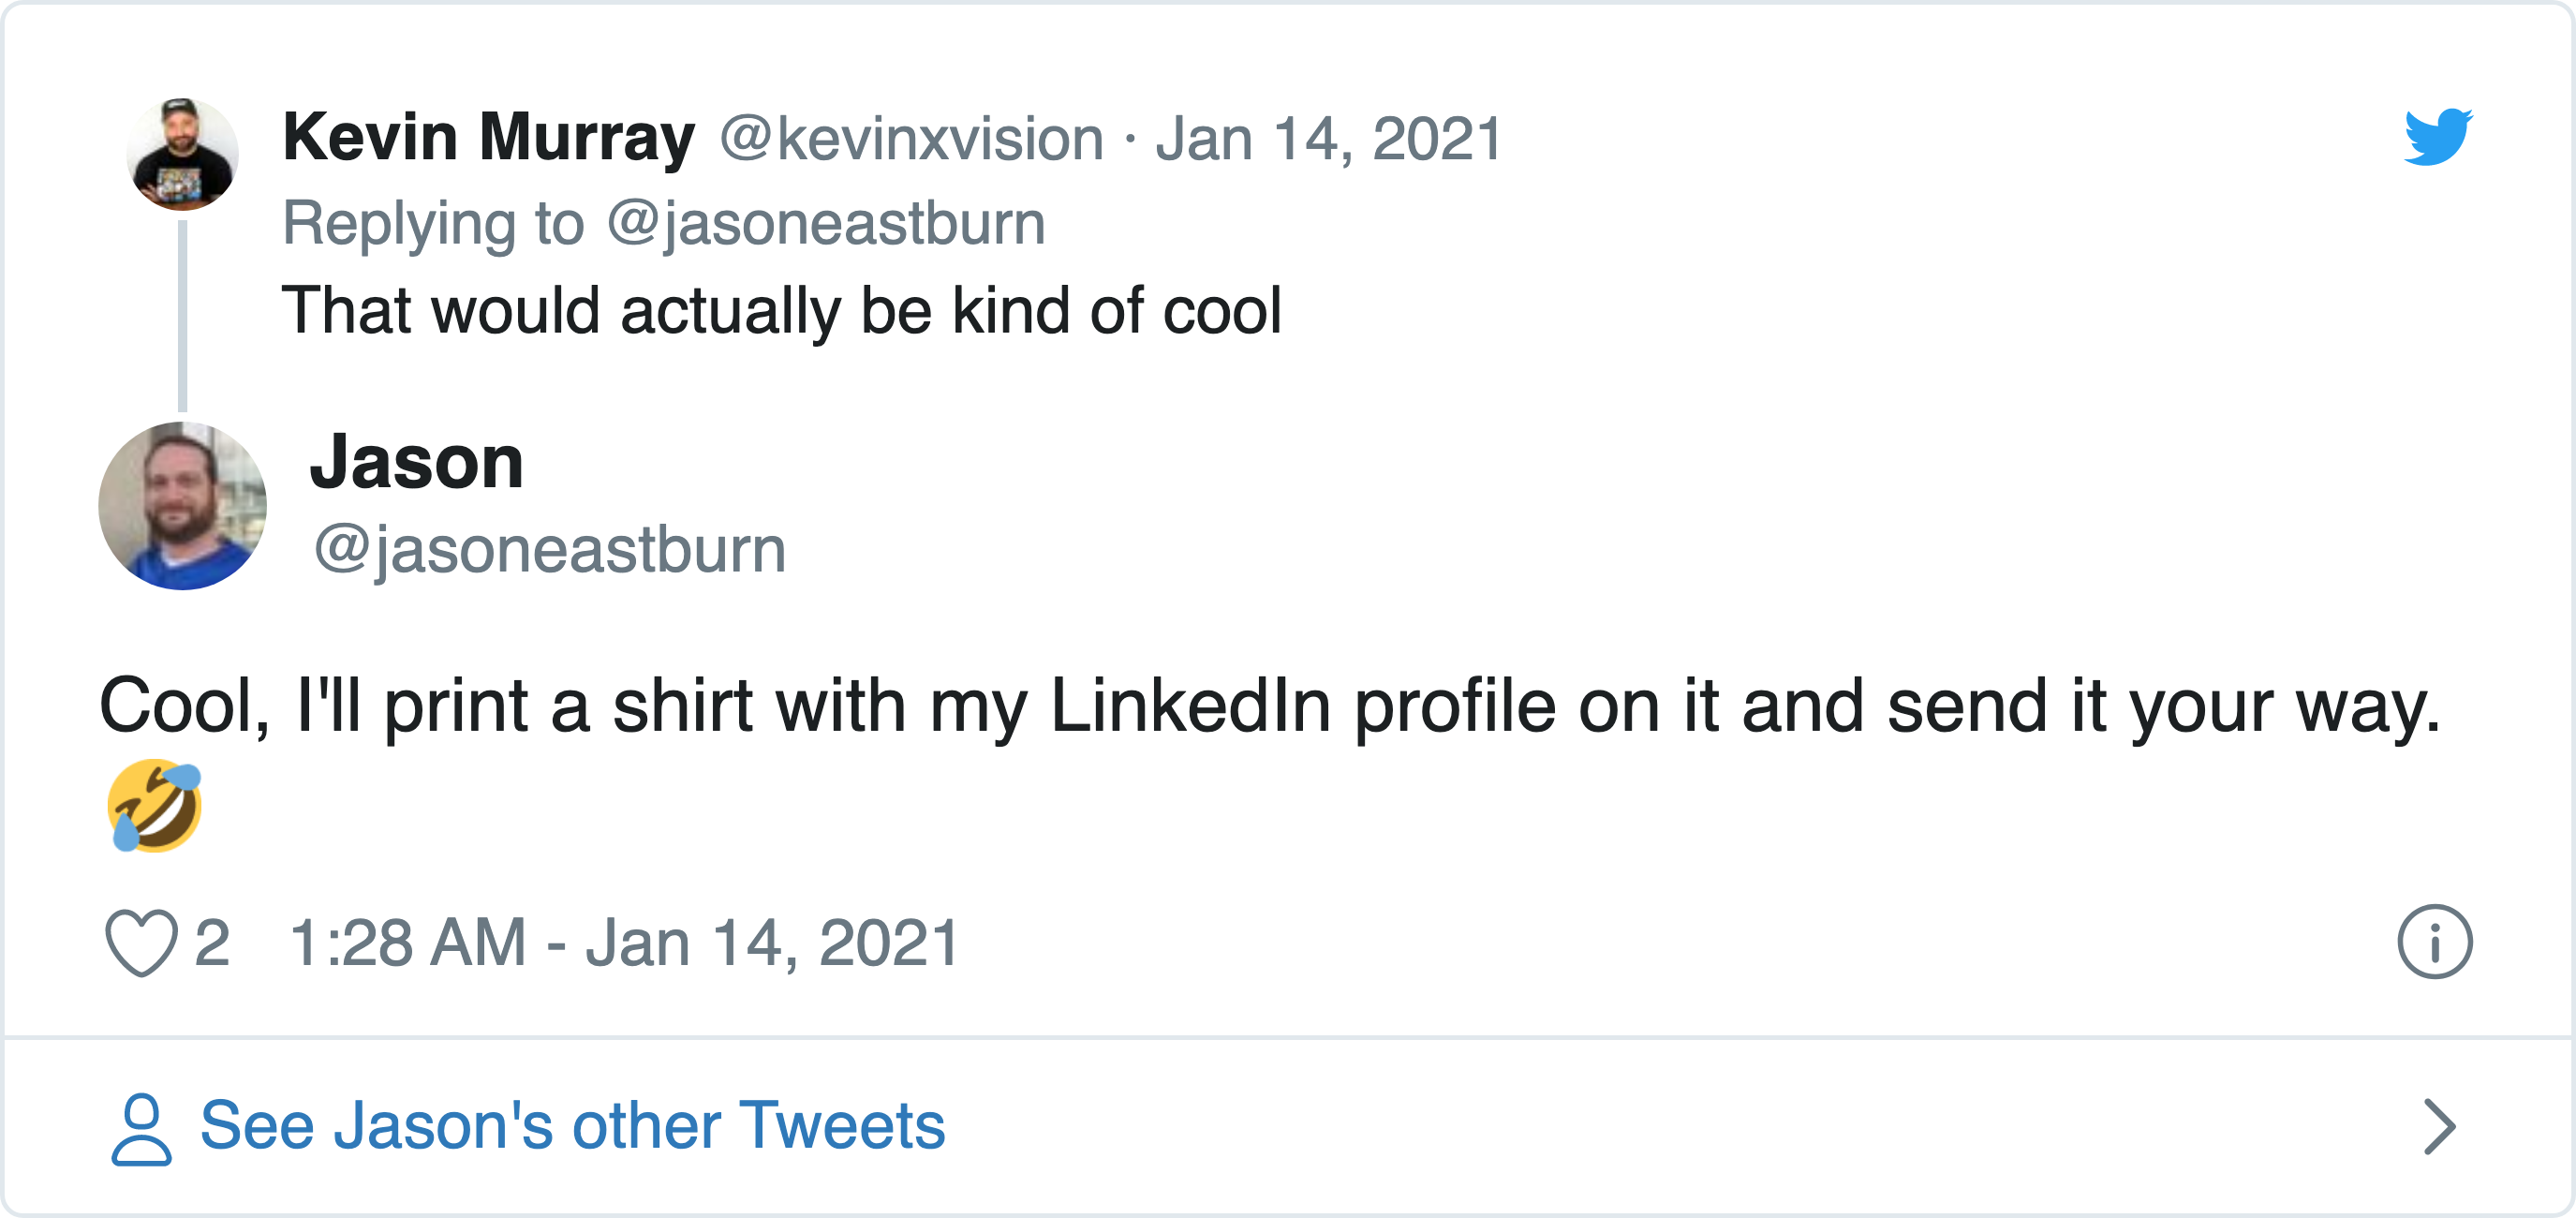 Kevin Murray @kevinxvision · Jan 14, 2021
Replying to @jasoneastburn
That would actually be kind of cool
Jason
@jasoneastburn
Cool, I'll print a shirt with my LinkedIn profile on it and send it your way.
🤣
2 1:28 AM - Jan 14, 2021
See Jason's other Tweets